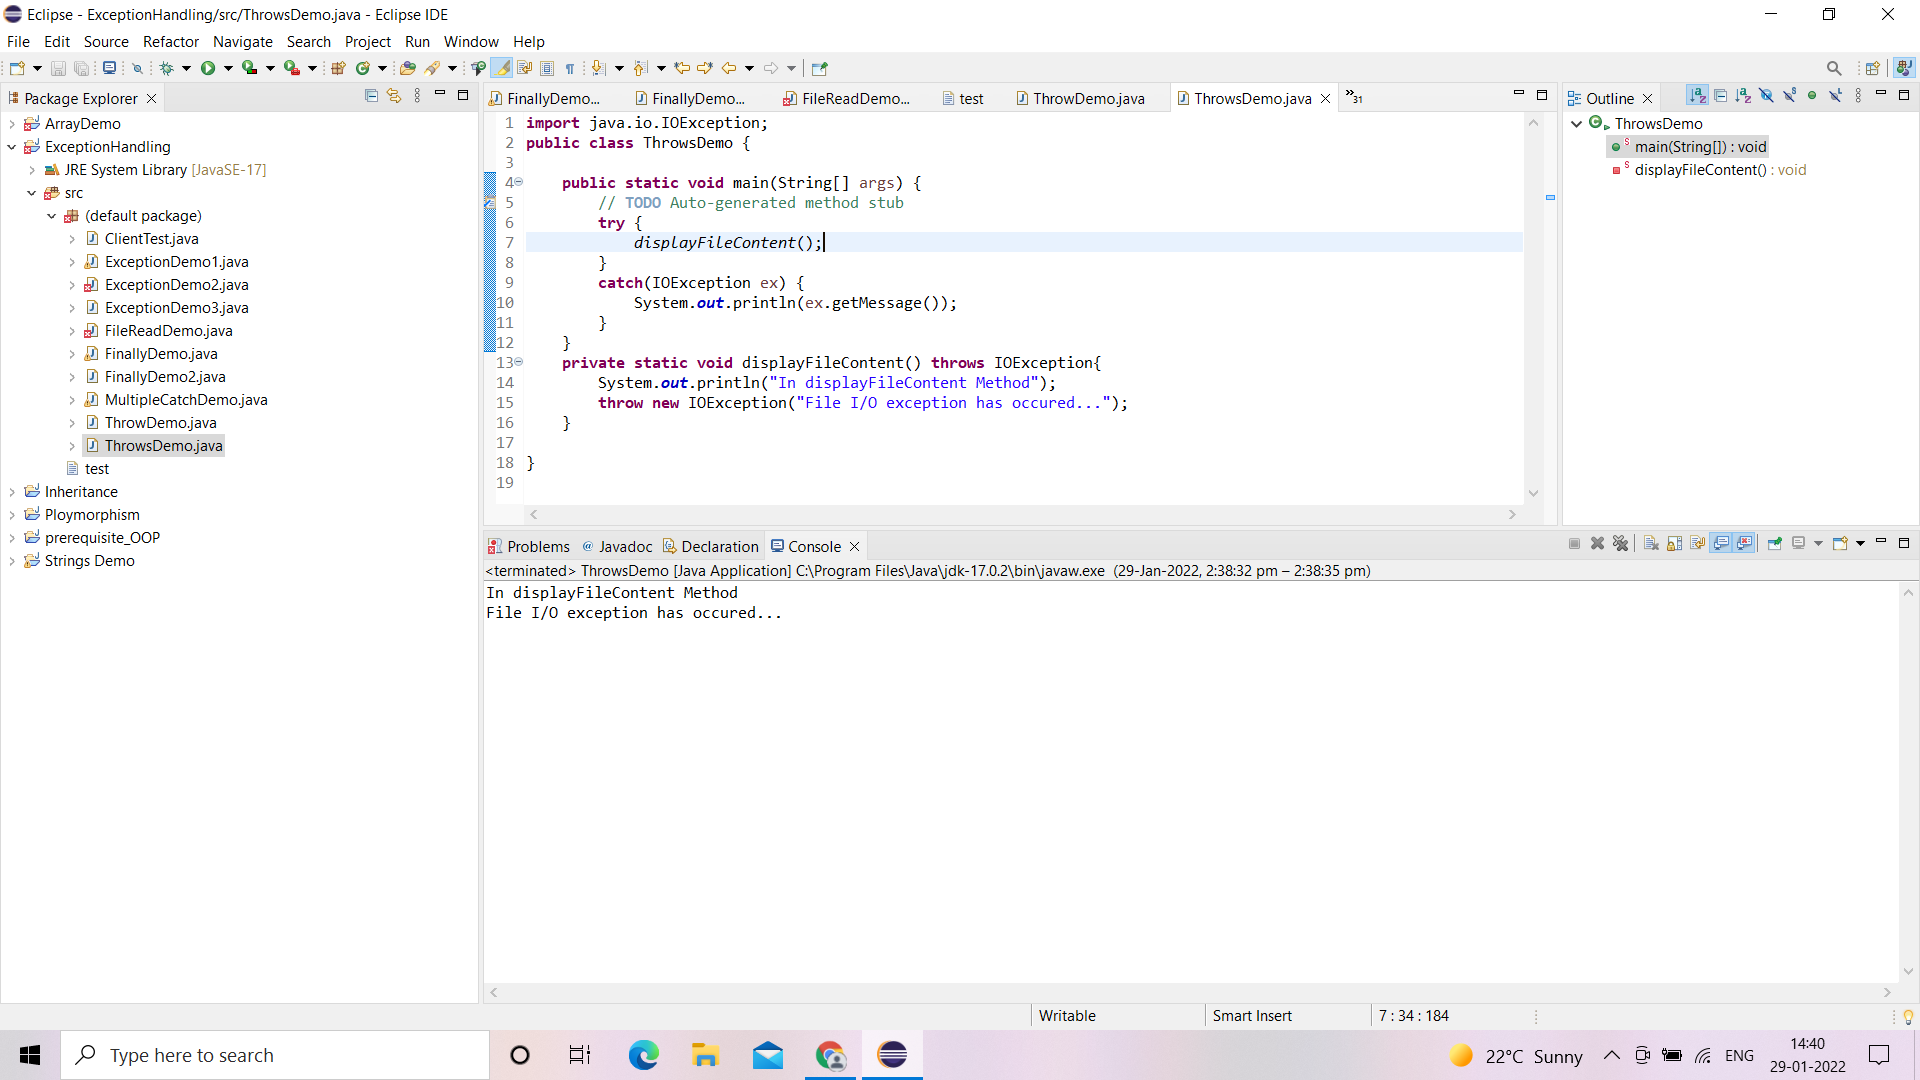 Eclipse - ExceptionHandling/src/ThrowsDemo.java - Eclipse IDE
File Edit Source Refactor Navigate Search Project Run Window Help
Package Explorer
ArrayDemo
ExceptionHandling
JRE System Library [JavaSE-17]
src
(default package)
ClientTest.java
ExceptionDemo1.java
ExceptionDemo2.java
ExceptionDemo3.java
FileReadDemo.java
FinallyDemo.java
FinallyDemo2.java
MultipleCatchDemo.java
ThrowDemo.java
ThrowsDemo.java
test
Inheritance
Ploymorphism
prerequisite_OOP
Strings Demo
FinallyDemo... FinallyDemo... FileReadDemo... test ThrowDemo.java ThrowsDemo.java »31
1 import java.io.IOException;
2 public class ThrowsDemo {
3
4 public static void main(String[] args) {
5 // TODO Auto-generated method stub
6 try {
7 displayFileContent();
8 }
9 catch(IOException ex) {
10 System.out.println(ex.getMessage());
11 }
12 }
13 private static void displayFileContent() throws IOException{
14 System.out.println("In displayFileContent Method");
15 throw new IOException("File I/O exception has occured...");
16 }
17
18 }
19
Outline
ThrowsDemo
main(String[]) : void
displayFileContent() : void
Problems @ Javadoc Declaration Console
<terminated> ThrowsDemo [Java Application] C:\Program Files\Java\jdk-17.0.2\bin\javaw.exe (29-Jan-2022, 2:38:32 pm – 2:38:35 pm)
In displayFileContent Method
File I/O exception has occured...
Writable Smart Insert 7 : 34 : 184
Type here to search
22°C Sunny ENG 14:40
29-01-2022